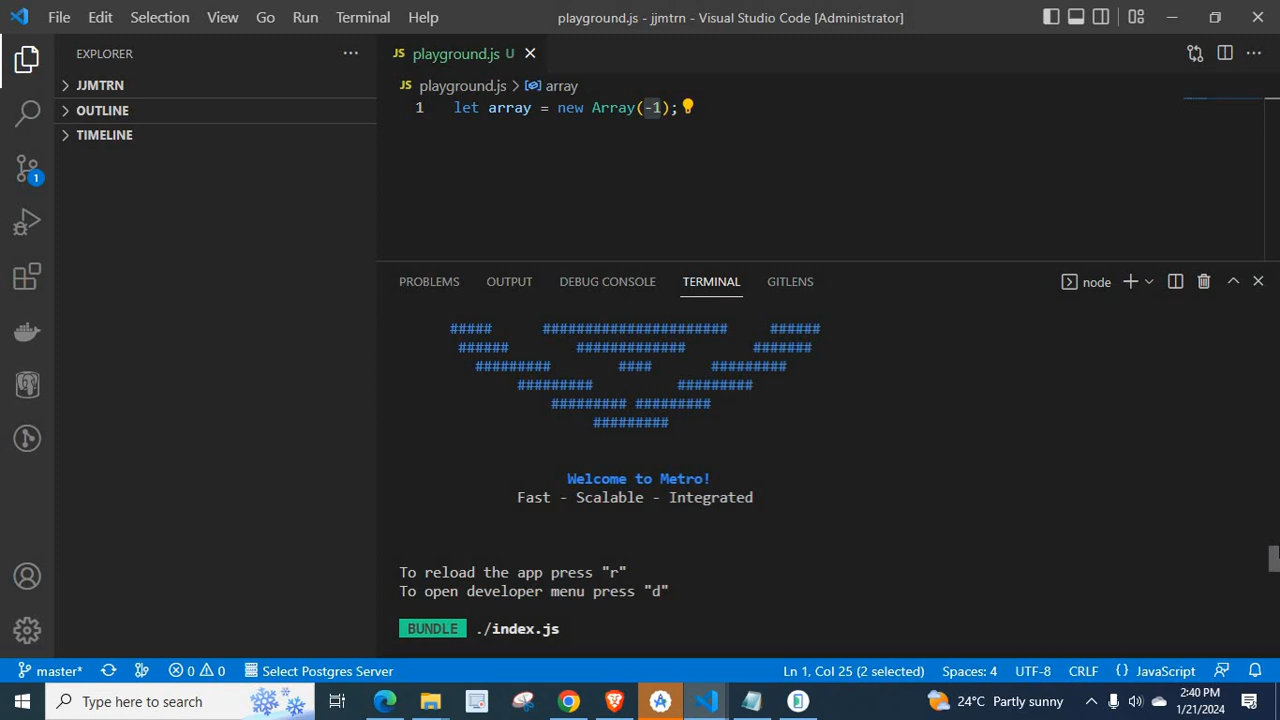 File Edit Selection View Go Run Terminal Help playground.js - jjmtrn - Visual Studio Code [Administrator]
EXPLORER
JJMTRN
OUTLINE
TIMELINE
1
JS playground.js U
JS playground.js > array
1 let array = new Array(-1);
PROBLEMS OUTPUT DEBUG CONSOLE TERMINAL GITLENS node
##### ###################### ######
###### ############# #######
######### #### #########
######### #########
######### #########
#########
Welcome to Metro!
Fast - Scalable - Integrated
To reload the app press "r"
To open developer menu press "d"
BUNDLE ./index.js
master* 0 0 Select Postgres Server Ln 1, Col 25 (2 selected) Spaces: 4 UTF-8 CRLF {} JavaScript
Type here to search 24°C Partly sunny 2:40 PM
1/21/2024